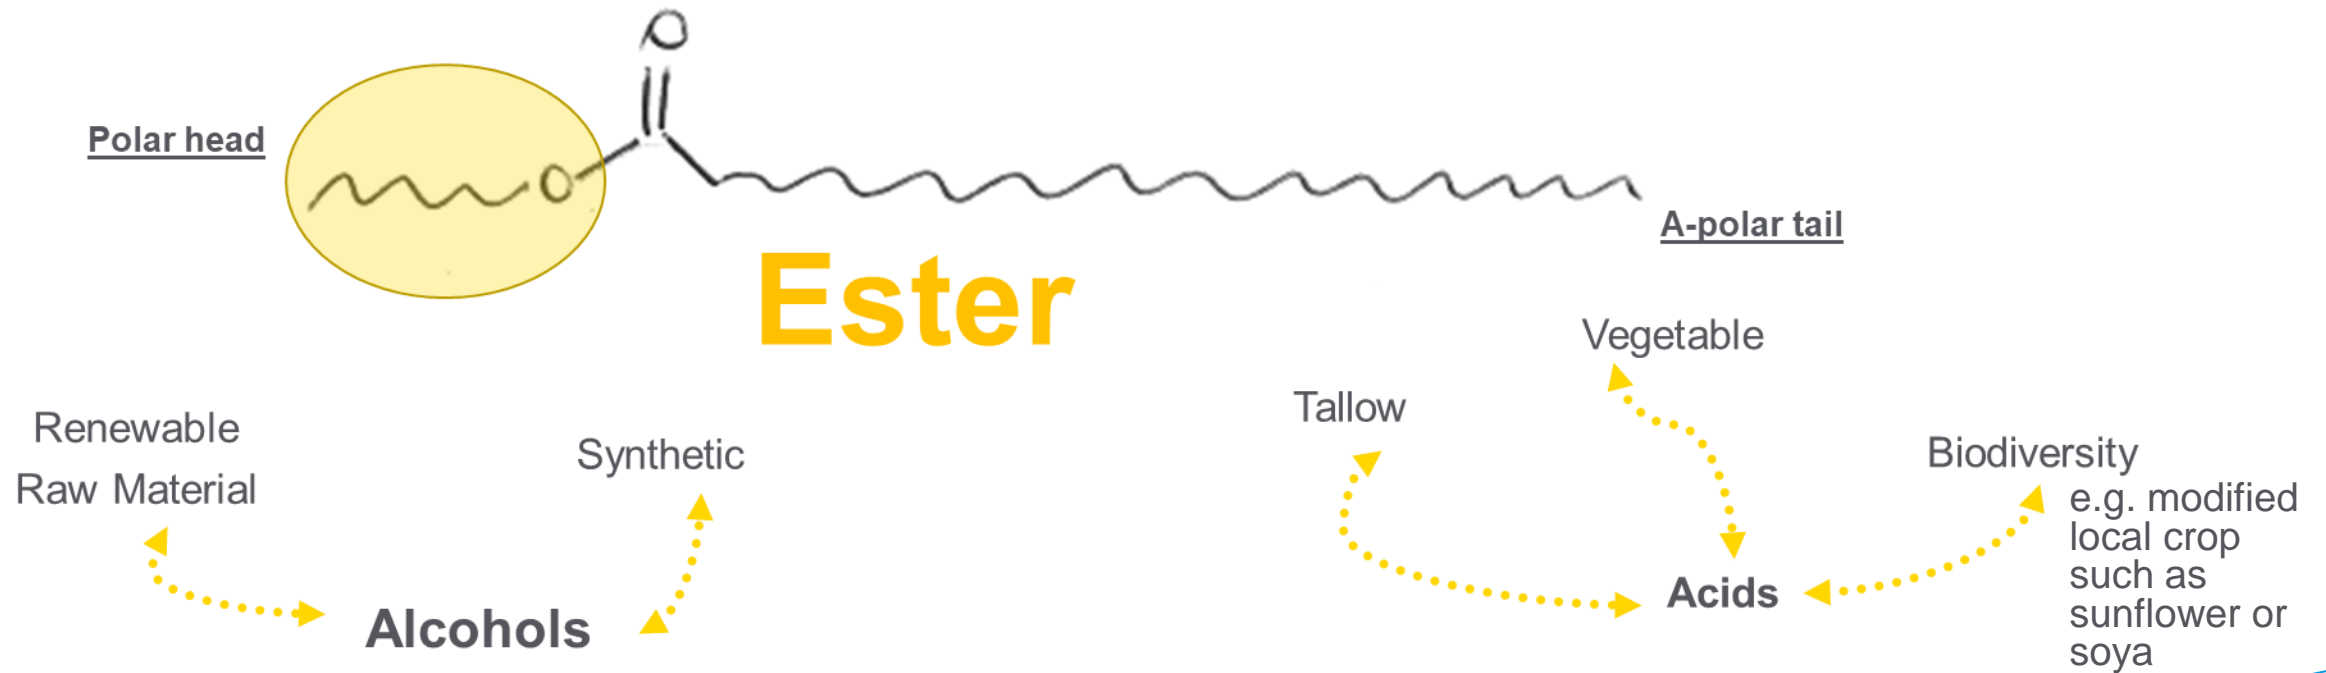 O
Polar head
O
A-polar tail
Ester
Vegetable
Tallow
Renewable
Raw Material
Synthetic
Biodiversity
e.g. modified
local crop
such as
sunflower or
soya
Alcohols
Acids